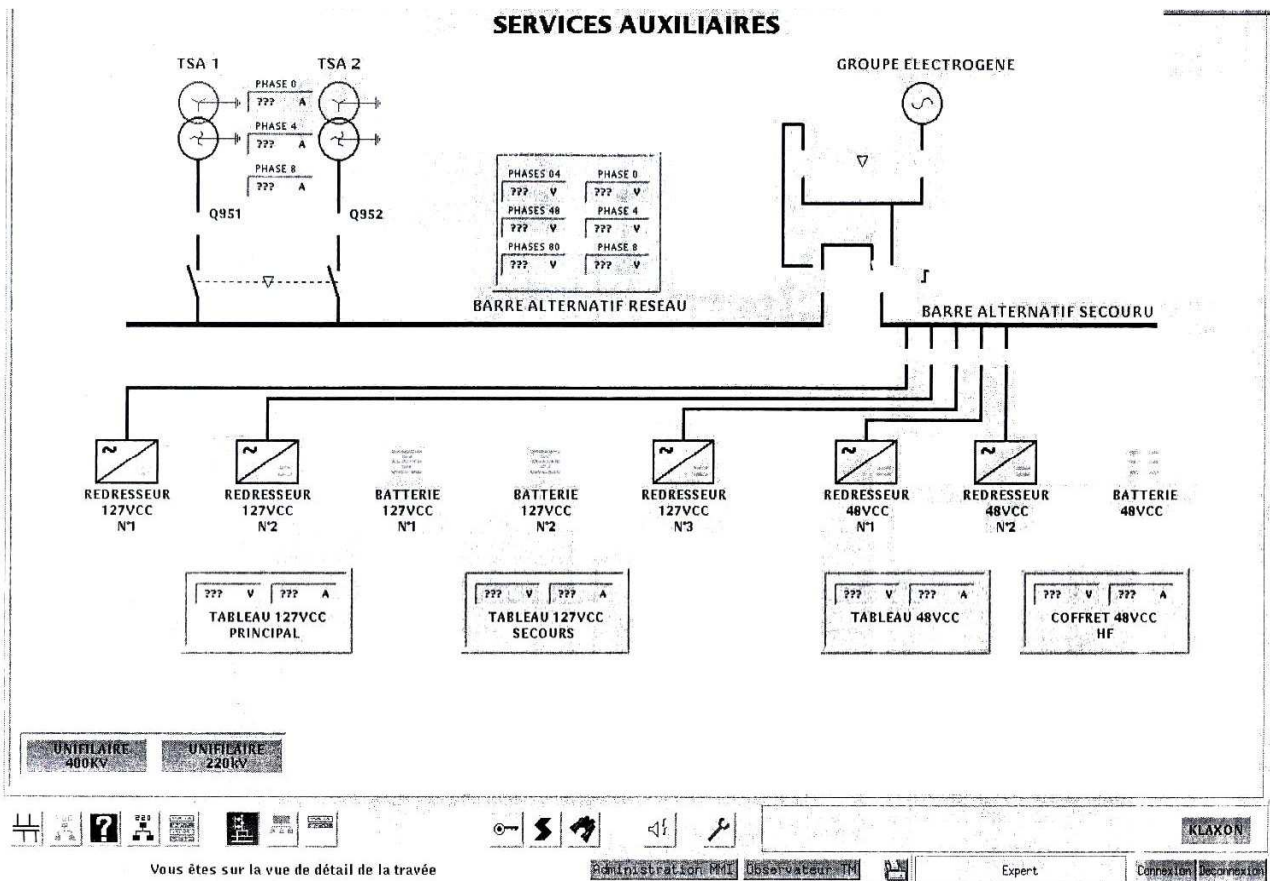 SERVICES AUXILIAIRES
TSA 1
TSA 2
GROUPE ELECTROGENE
PHASE 0
??? A
PHASE 4
??? A
PHASE 8
??? A
Q951
Q952
PHASES 04
PHASE 0
??? V
??? V
PHASES 48
PHASE 4
??? V
??? V
PHASES 80
PHASE 8
??? V
??? V
BARRE ALTERNATIF RESEAU
BARRE ALTERNATIF SECOURU
REDRESSEUR
127VCC
N°1
REDRESSEUR
127VCC
N°2
BATTERIE
127VCC
N°1
BATTERIE
127VCC
N°2
REDRESSEUR
127VCC
N°3
REDRESSEUR
48VCC
N°1
REDRESSEUR
48VCC
N°2
BATTERIE
48VCC
??? V ??? A
TABLEAU 127VCC
PRINCIPAL
??? V ??? A
TABLEAU 127VCC
SECOURS
??? V ??? A
TABLEAU 48VCC
??? V ??? A
COFFRET 48VCC
HF
UNIFILAIRE
400KV
UNIFILAIRE
220kV
?
220
KLAXON
Vous êtes sur la vue de détail de la travée
Administration MMI
Observateur TM
Expert
Connexion
Deconnexion